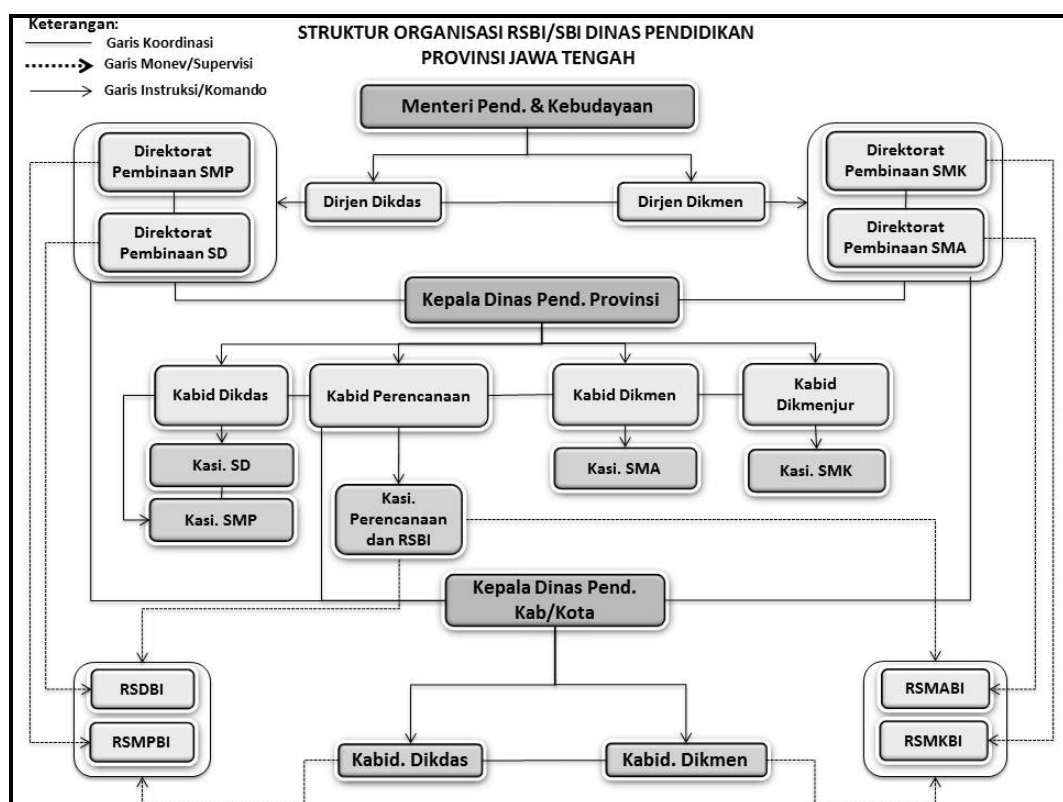 Keterangan:
Garis Koordinasi
Garis Monev/Supervisi
Garis Instruksi/Komando
STRUKTUR ORGANISASI RSBI/SBI DINAS PENDIDIKAN
PROVINSI JAWA TENGAH
Menteri Pend. & Kebudayaan
Direktorat
Pembinaan SMP
Direktorat
Pembinaan SD
Dirjen Dikdas
Dirjen Dikmen
Direktorat
Pembinaan SMK
Direktorat
Pembinaan SMA
Kepala Dinas Pend. Provinsi
Kabid Dikdas
Kabid Perencanaan
Kabid Dikmen
Kabid
Dikmenjur
Kasi. SD
Kasi. SMP
Kasi.
Perencanaan
dan RSBI
Kasi. SMA
Kasi. SMK
Kepala Dinas Pend.
Kab/Kota
RSDBI
RSMPBI
RSMABI
RSMKBI
Kabid. Dikdas
Kabid. Dikmen